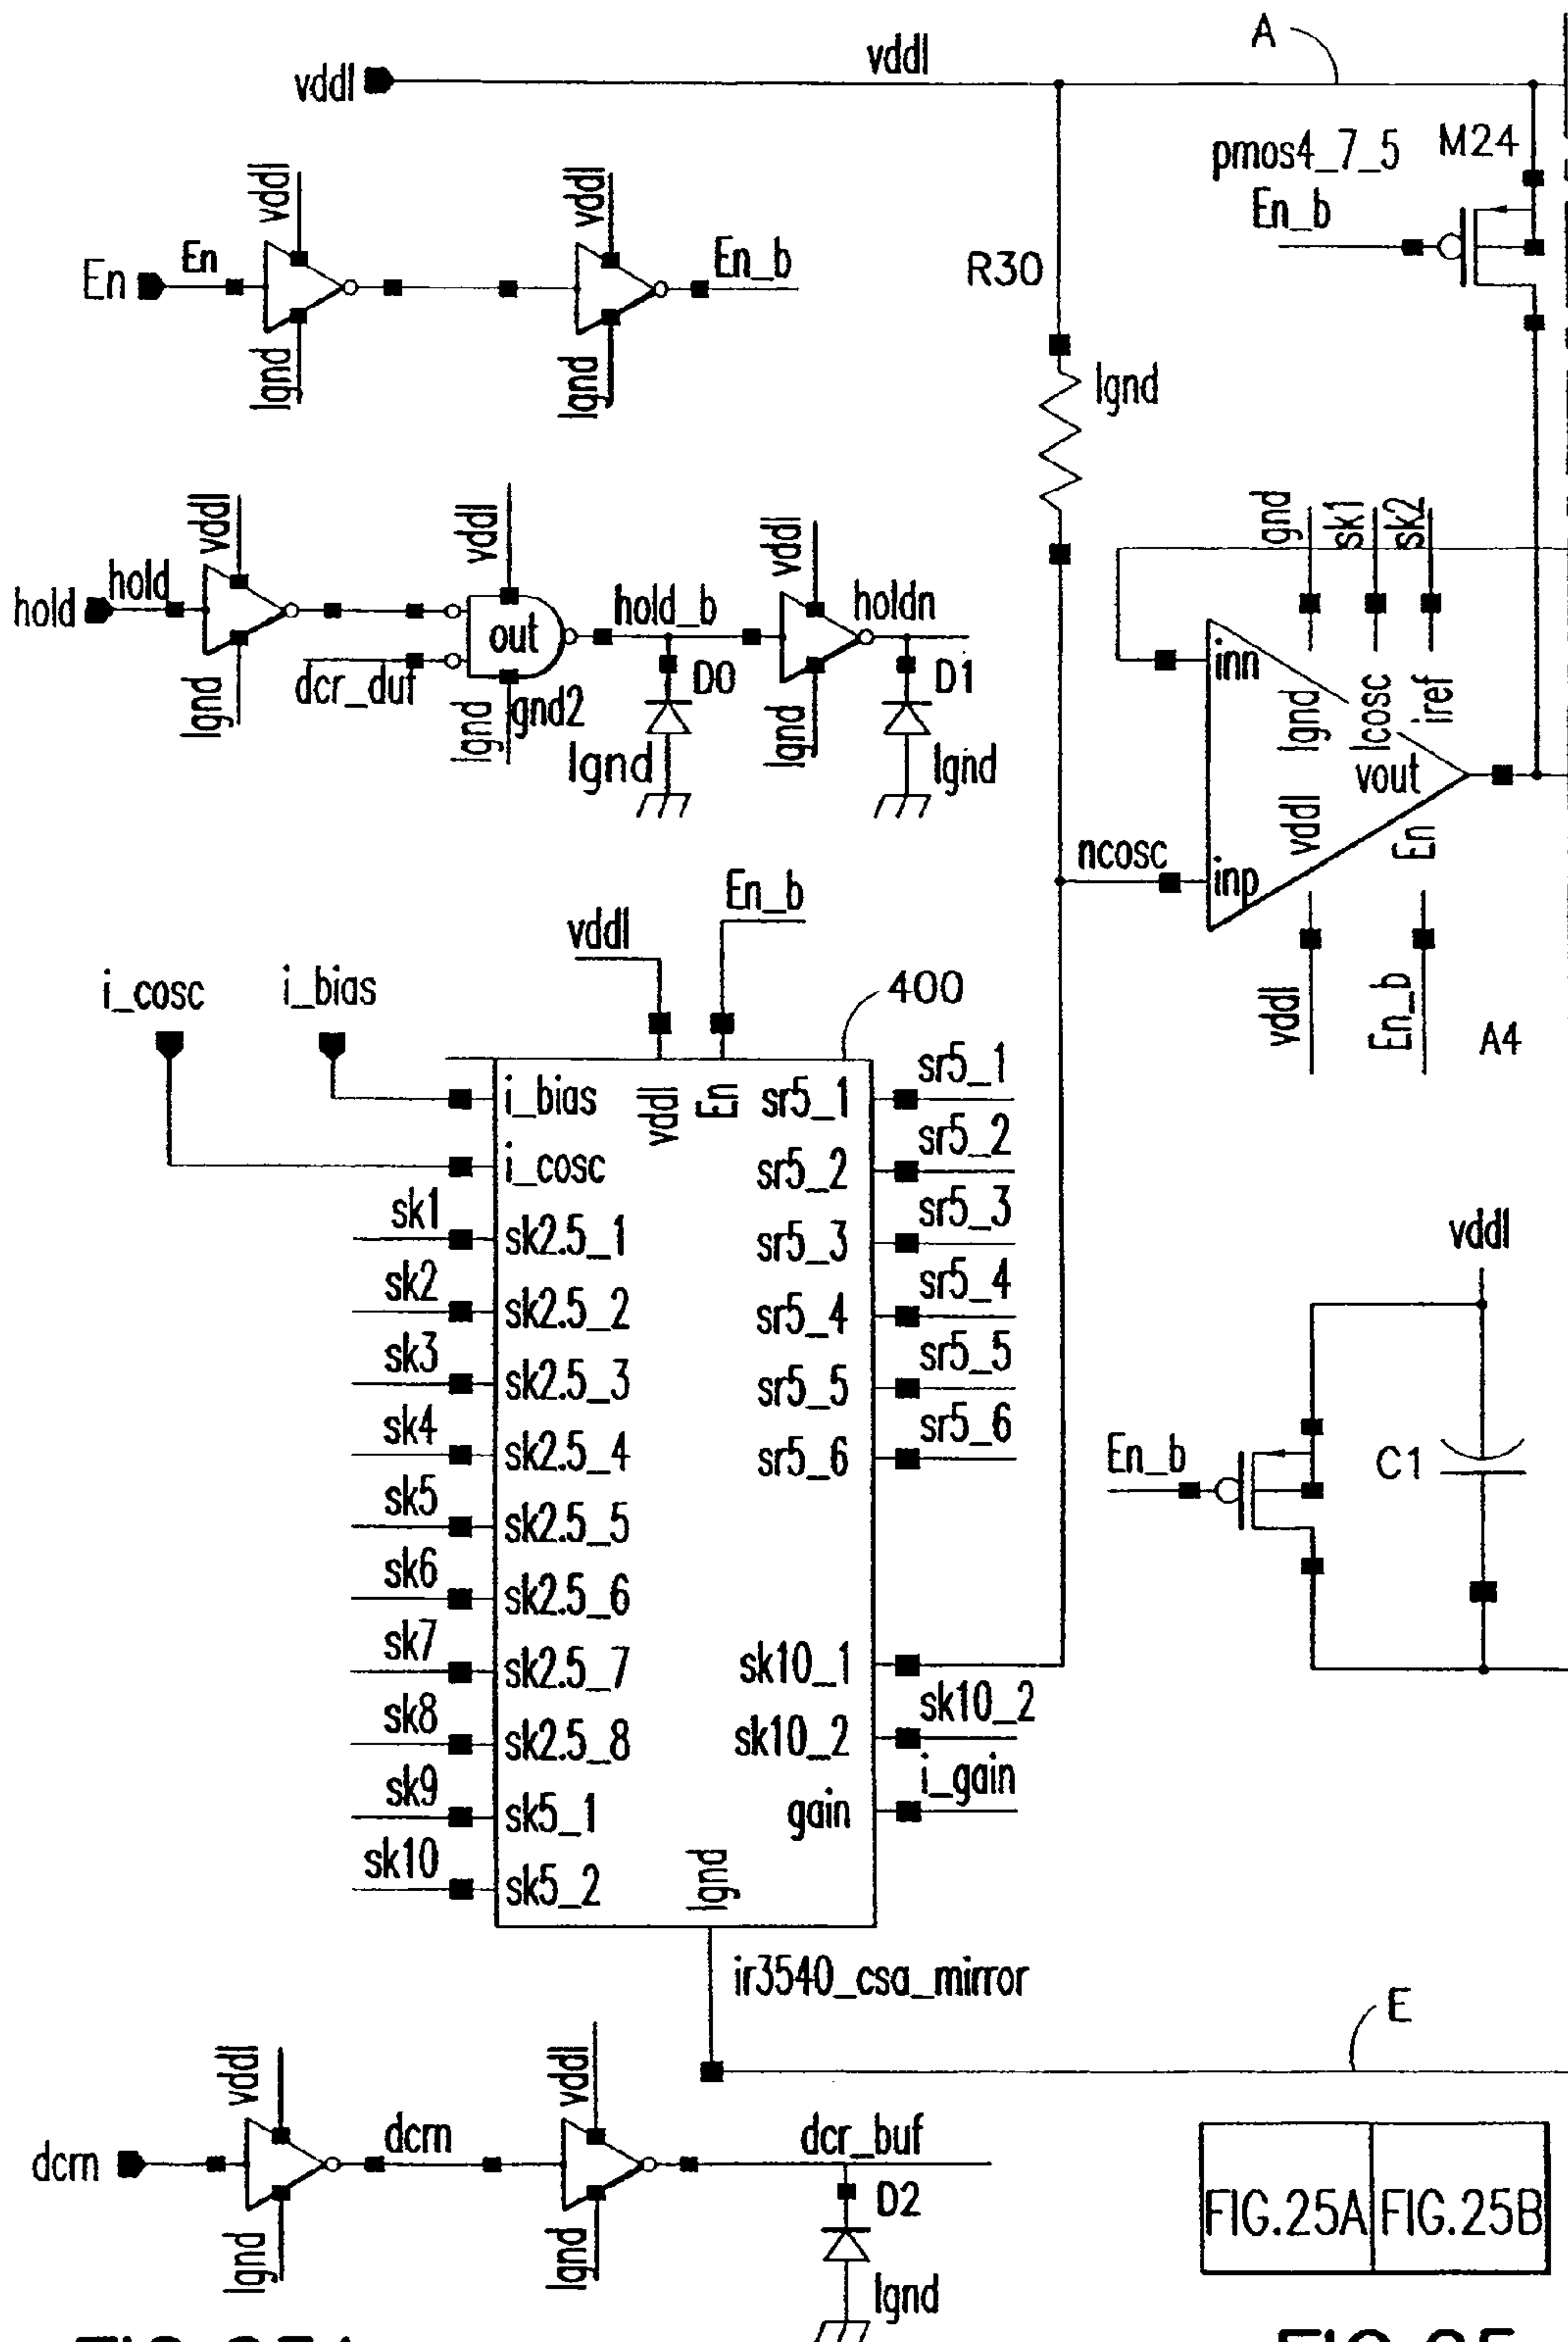 A
vddl
vddl
pmos4_7_5
M24
En_b
vddl
vddl
En
En
En_b
lgnd
lgnd
R30
lgnd
vddl
vddl
vddl
hold
hold
out
hold_b
holdn
dcr_duf
lgnd
lgnd
gnd2
D0
lgnd
lgnd
D1
lgnd
gnd
sk1
sk2
inn
lgnd
lcosc
iref
vout
vddl
En
ncosc
inp
vddl
En_b
A4
vddl
En_b
i_cosc
i_bias
400
i_bias
vddl
En
sr5_1
sr5_1
i_cosc
sr5_2
sr5_2
sk1
sk2.5_1
sr5_3
sr5_3
sk2
sk2.5_2
sr5_4
sr5_4
sk3
sk2.5_3
sr5_5
sr5_5
sk4
sk2.5_4
sr5_6
sr5_6
sk5
sk2.5_5
sk6
sk2.5_6
sk7
sk2.5_7
sk10_1
sk8
sk2.5_8
sk10_2
sk10_2
sk9
sk5_1
gain
i_gain
sk10
sk5_2
lgnd
vddl
En_b
C1
ir3540_csa_mirror
E
vddl
vddl
dcrn
dcrn
dcr_buf
lgnd
lgnd
D2
lgnd
FIG.25A
FIG.25B